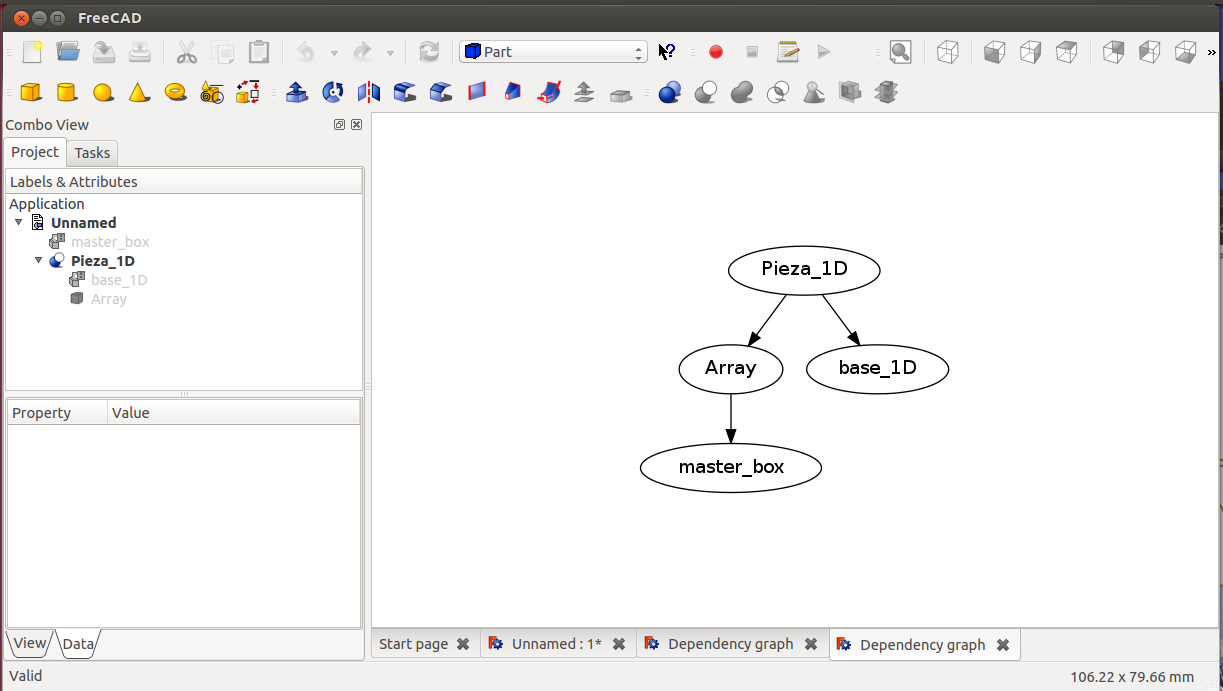 FreeCAD
Part
»
Combo View
Project Tasks
Labels & Attributes
Application
Unnamed
master_box
Pieza_1D
base_1D
Array
Property Value
View Data
Pieza_1D
Array base_1D
master_box
Start page Unnamed : 1* Dependency graph Dependency graph
Valid 106.22 x 79.66 mm